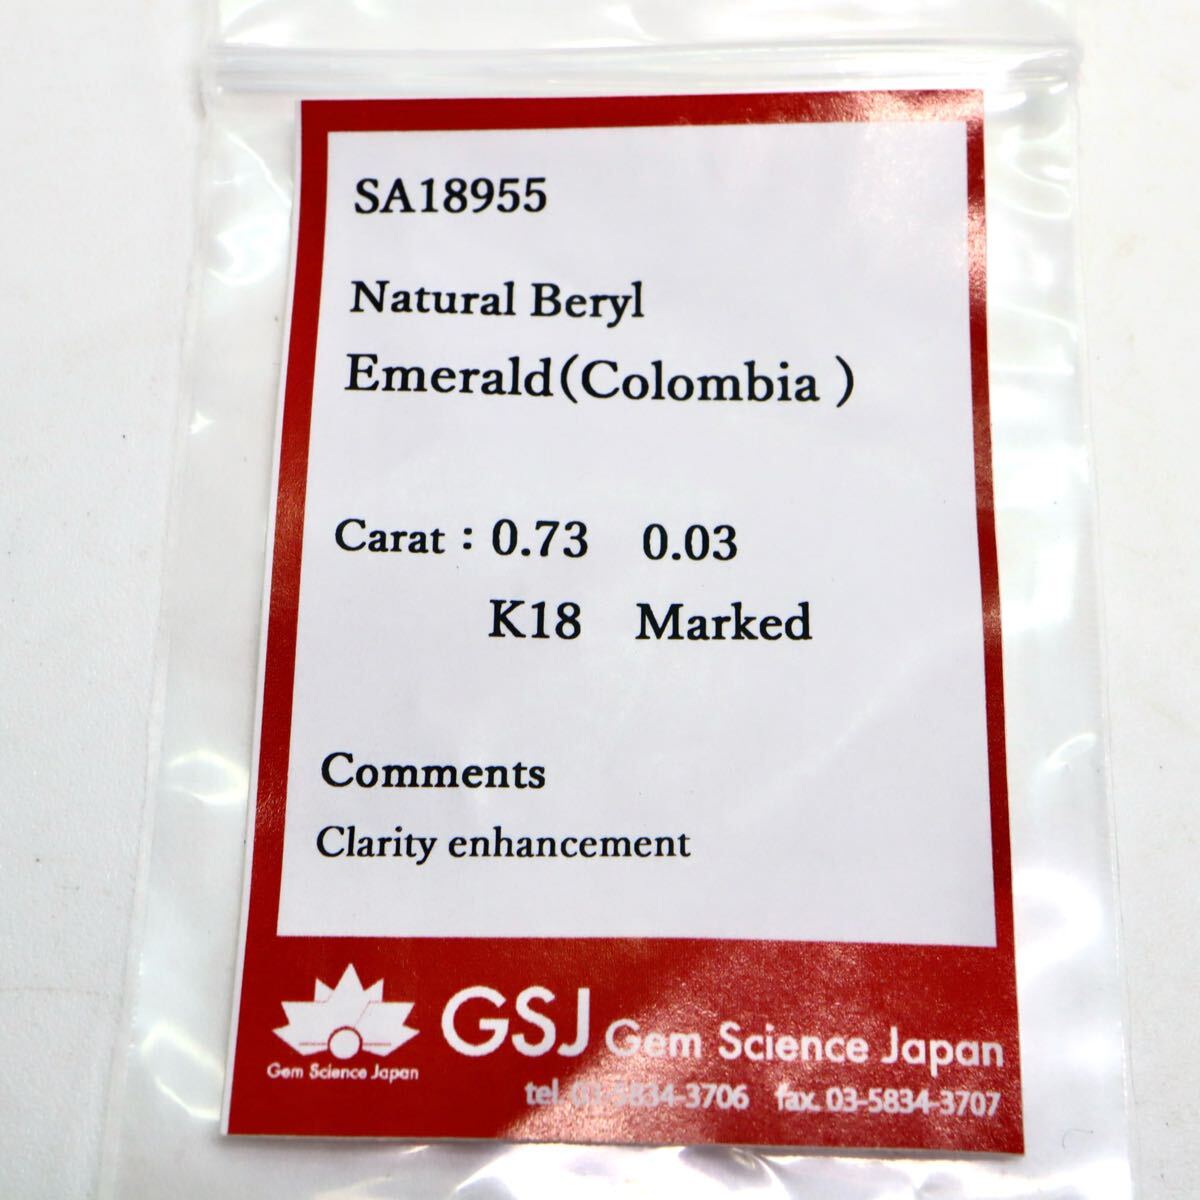 SA18955
Natural Beryl
Emerald(Colombia )
Carat : 0.73 0.03
K18 Marked
Comments
Clarity enhancement
GSJ Gem Science Japan
Gem Science Japan
tel. 03-5834-3706 fax. 03-5834-3707